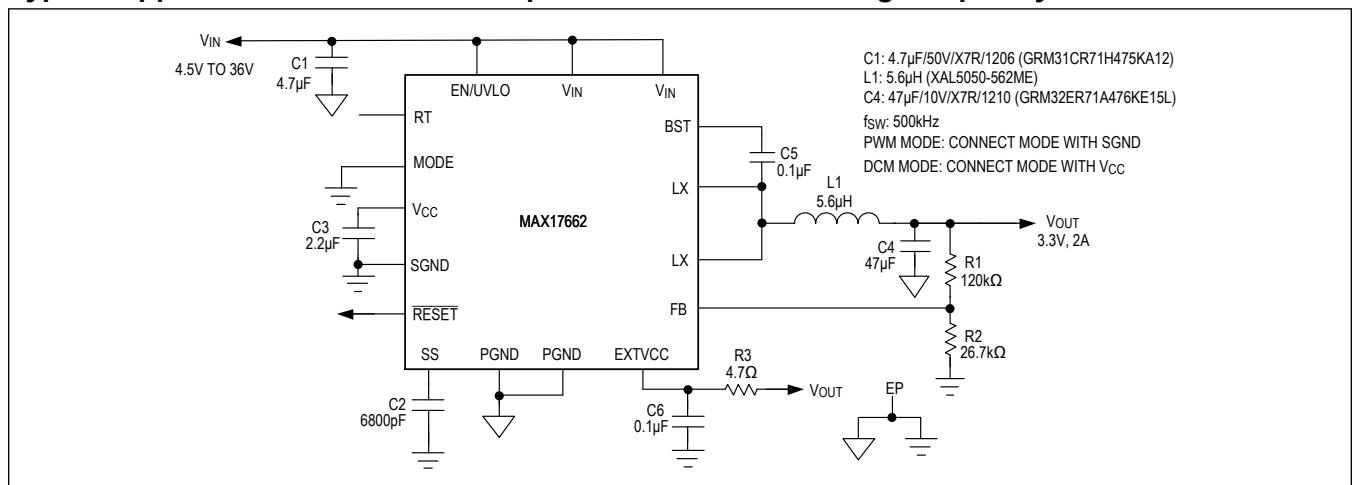 VIN
4.5V TO 36V
C1
4.7µF
EN/UVLO
VIN
VIN
RT
MODE
VCC
SGND
RESET
SS
PGND
PGND
EXTVCC
MAX17662
BST
LX
LX
FB
C3
2.2µF
C2
6800pF
C5
0.1µF
L1
5.6µH
C4
47µF
VOUT
3.3V, 2A
R1
120kΩ
R2
26.7kΩ
R3
4.7Ω
VOUT
C6
0.1µF
EP
C1: 4.7µF/50V/X7R/1206 (GRM31CR71H475KA12)
L1: 5.6µH (XAL5050-562ME)
C4: 47µF/10V/X7R/1210 (GRM32ER71A476KE15L)
fSW: 500kHz
PWM MODE: CONNECT MODE WITH SGND
DCM MODE: CONNECT MODE WITH VCC